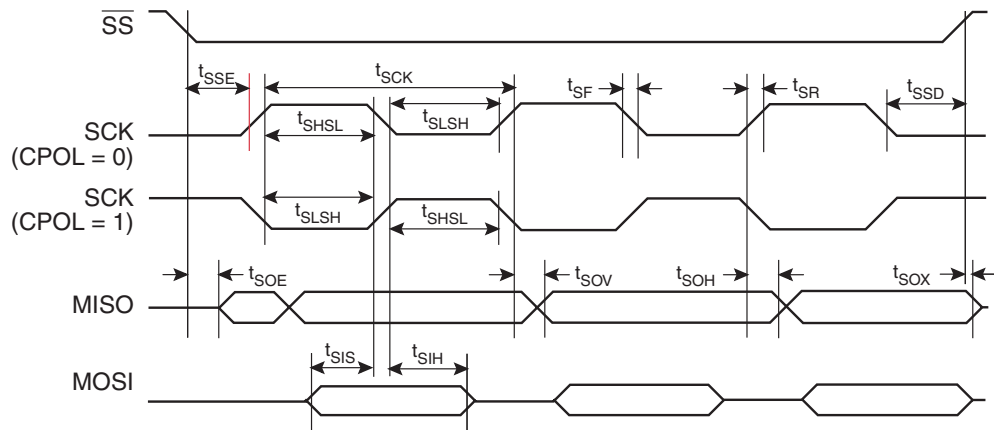 SS
tSSE
tSCK
tSF
tSR
tSSD
SCK
(CPOL = 0)
tSHSL
tSLSH
SCK
(CPOL = 1)
tSLSH
tSHSL
tSOE
tSOV
tSOH
tSOX
MISO
tSIS
tSIH
MOSI